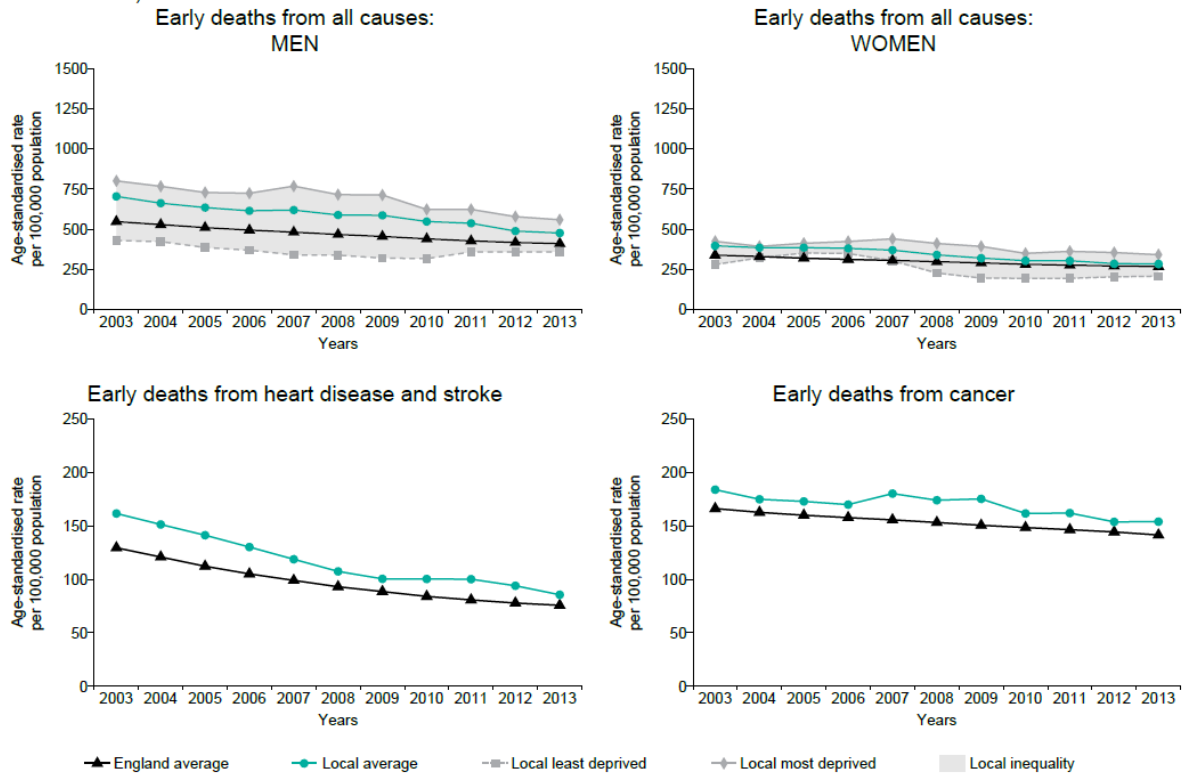 Early deaths from all causes:
MEN
Age-standardised rate
per 100,000 population
1500
1250
1000
750
500
250
0
2003 2004 2005 2006 2007 2008 2009 2010 2011 2012 2013
Years
Early deaths from all causes:
WOMEN
Age-standardised rate
per 100,000 population
1500
1250
1000
750
500
250
0
2003 2004 2005 2006 2007 2008 2009 2010 2011 2012 2013
Years
Early deaths from heart disease and stroke
Age-standardised rate
per 100,000 population
250
200
150
100
50
0
2003 2004 2005 2006 2007 2008 2009 2010 2011 2012 2013
Years
Early deaths from cancer
Age-standardised rate
per 100,000 population
250
200
150
100
50
0
2003 2004 2005 2006 2007 2008 2009 2010 2011 2012 2013
Years
England average Local average Local least deprived Local most deprived Local inequality